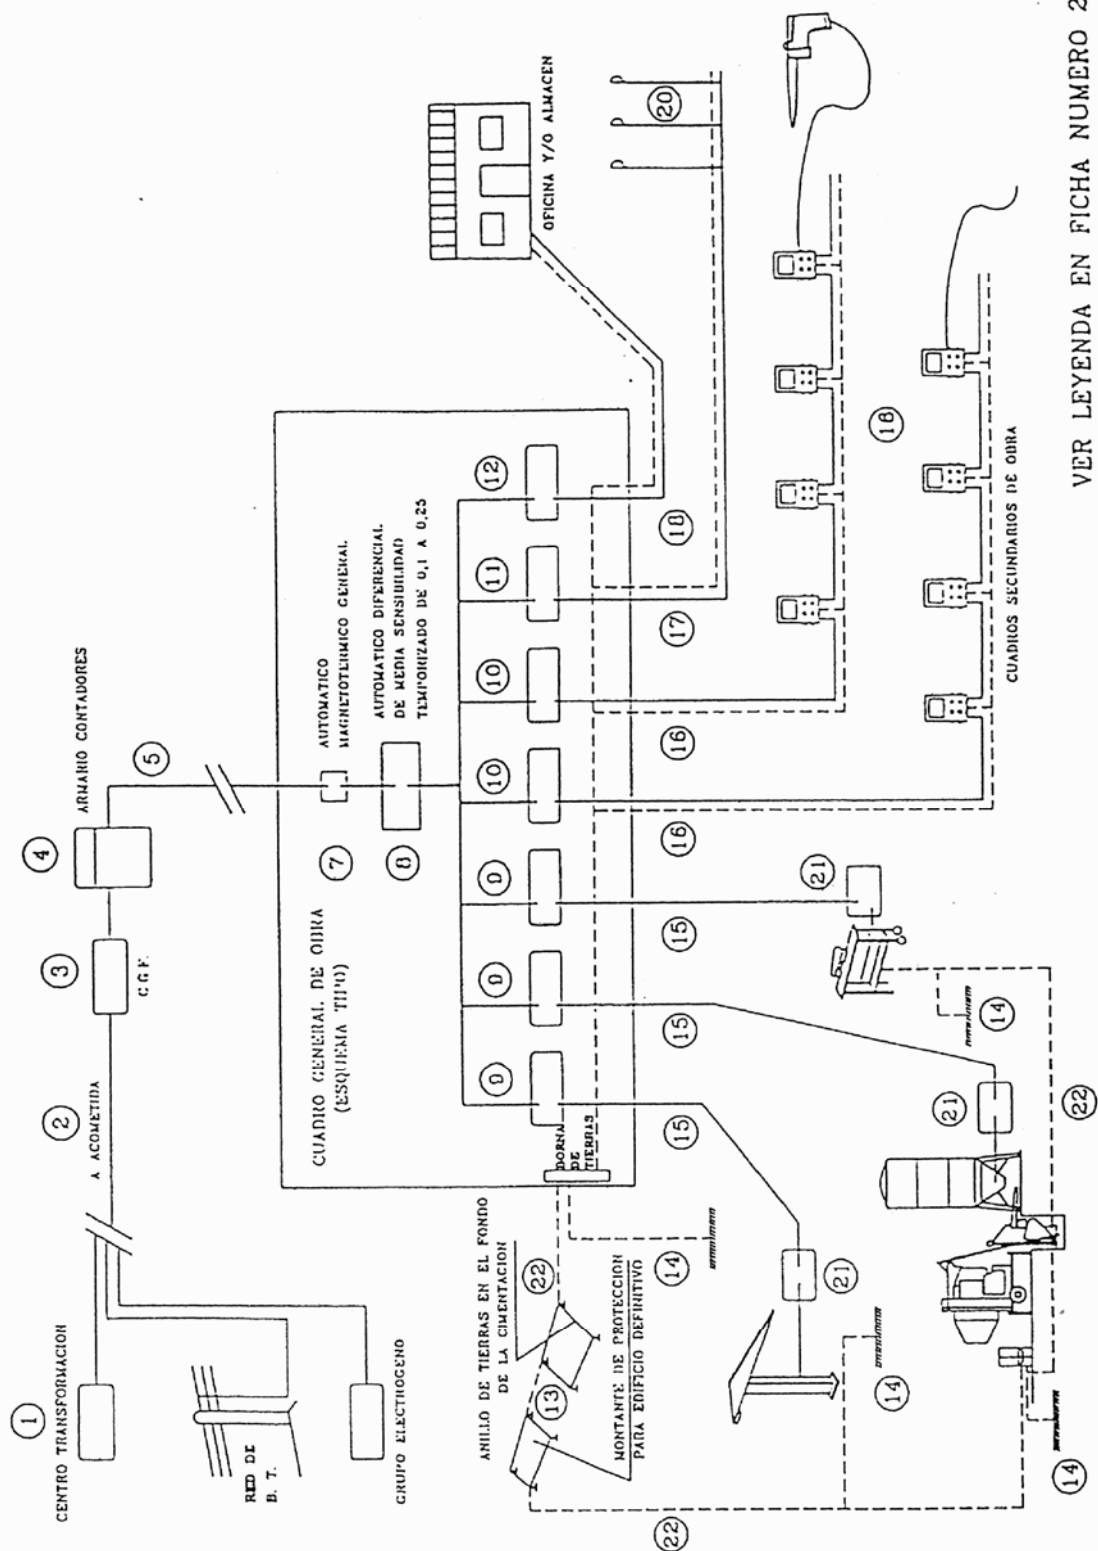 1
CENTRO TRANSFORMACION
RED DE
B. T.
GRUPO ELECTROGENO
2
A ACOMETIDA
3
C.G.F.
4
ARMARIO CONTADORES
5
CUADRO GENERAL DE OBRA
(ESQUEMA TIPO)
7
AUTOMATICO
MAGNETOTERMICO GENERAL
8
AUTOMATICO DIFERENCIAL
DE MEDIA SENSIBILIDAD
TEMPORIZADO DE 0,1 A 0,25
9
9
9
10
10
11
12
BORNA
DE
TIERRAS
OFICINA Y/O ALMACEN
ANILLO DE TIERRAS EN EL FONDO
DE LA CIMENTACION
22
13
MONTANTE DE PROTECCION
PARA EDIFICIO DEFINITIVO
14
15
15
15
16
16
17
18
20
22
21
14
14
21
22
21
14
18
CUADROS SECUNDARIOS DE OBRA
VER LEYENDA EN FICHA NUMERO 2